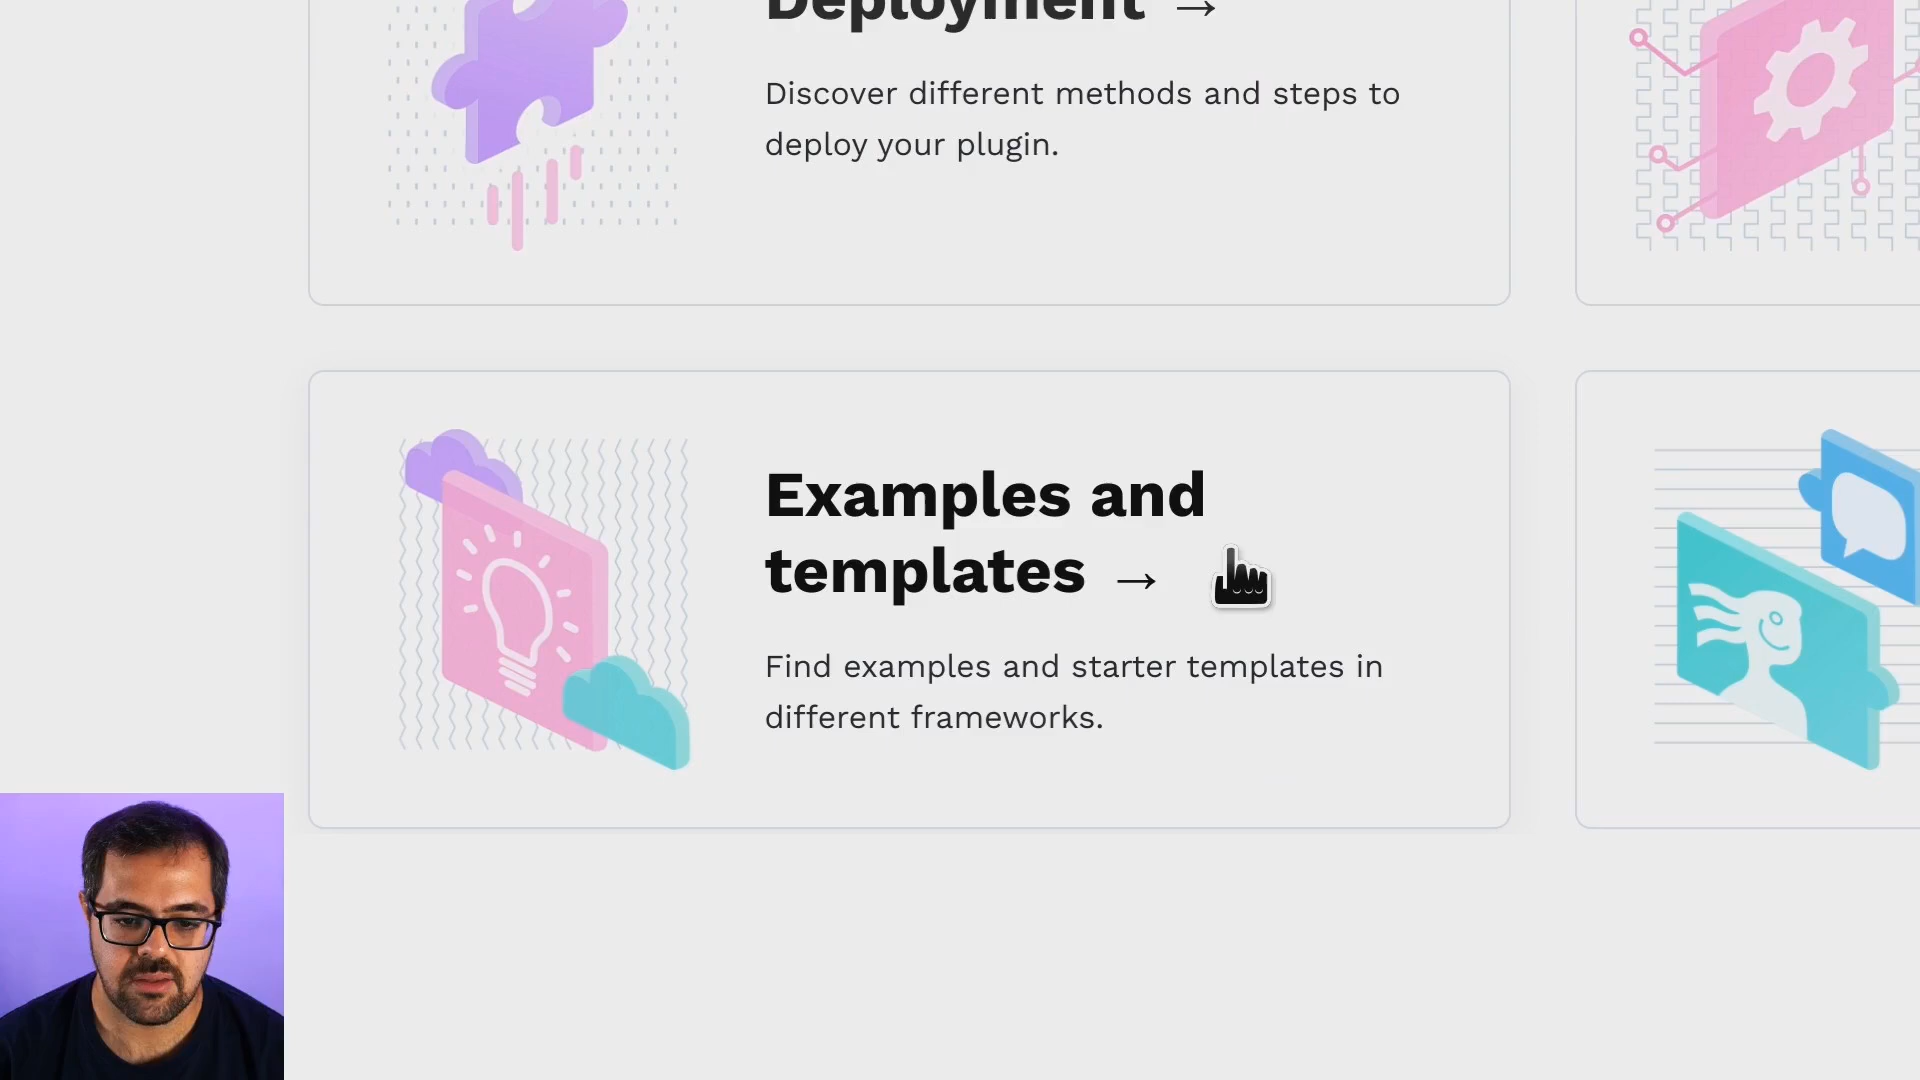 Deployment →
Discover different methods and steps to
deploy your plugin.
Examples and
templates →
Find examples and starter templates in
different frameworks.